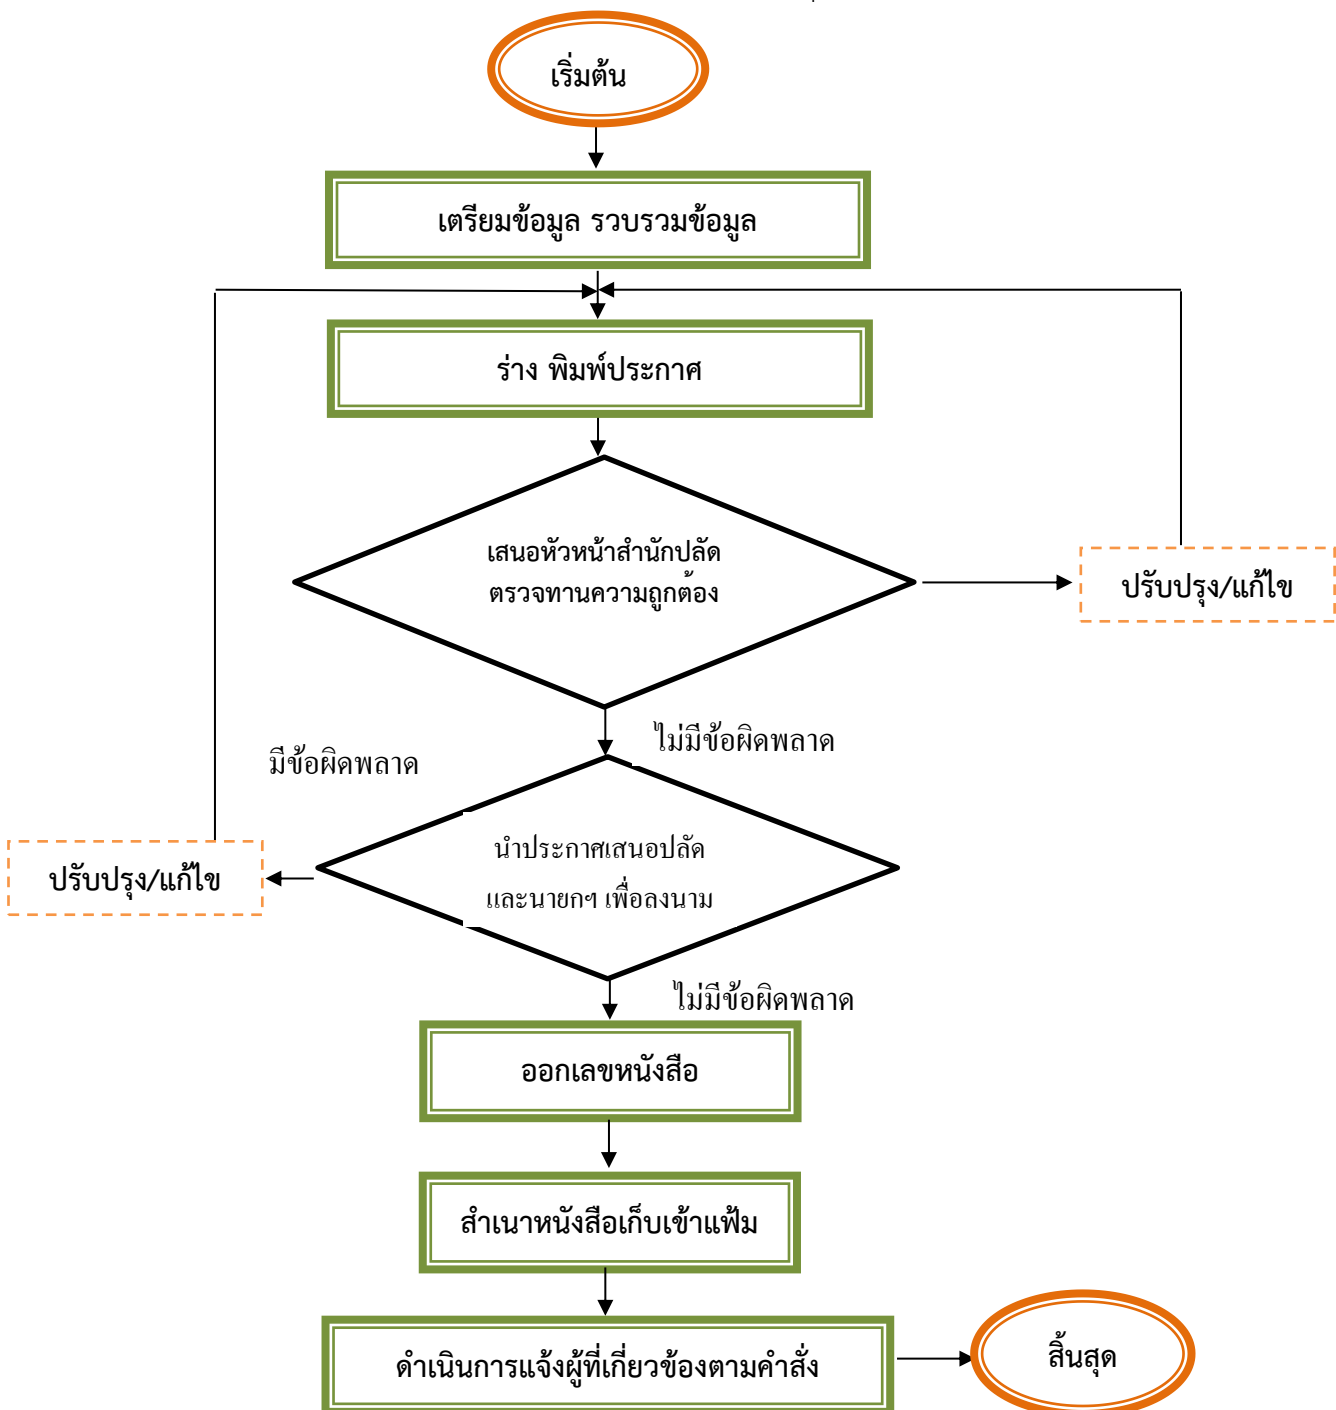 เริ่มต้น
เตรียมข้อมูล รวบรวมข้อมูล
ร่าง พิมพ์ประกาศ
เสนอหัวหน้าสำนักปลัด
ตรวจทานความถูกต้อง
ปรับปรุง/แก้ไข
ไม่มีข้อผิดพลาด
มีข้อผิดพลาด
นำประกาศเสนอปลัด
และนายกฯ เพื่อลงนาม
ปรับปรุง/แก้ไข
ไม่มีข้อผิดพลาด
ออกเลขหนังสือ
สำเนาหนังสือเก็บเข้าแฟ้ม
ดำเนินการแจ้งผู้ที่เกี่ยวข้องตามคำสั่ง
สิ้นสุด